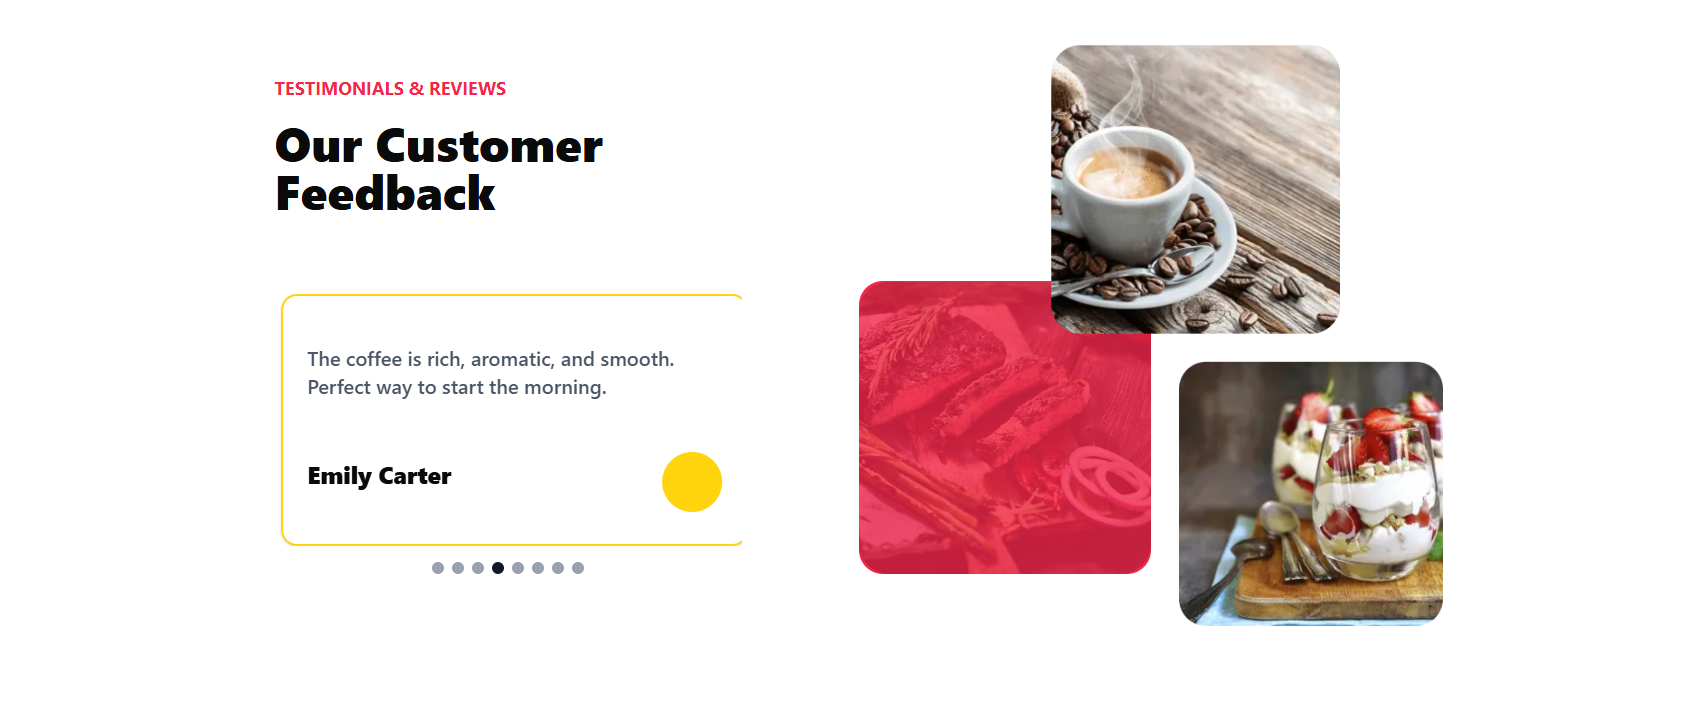 TESTIMONIALS & REVIEWS
Our Customer
Feedback
The coffee is rich, aromatic, and smooth.
Perfect way to start the morning.
Emily Carter